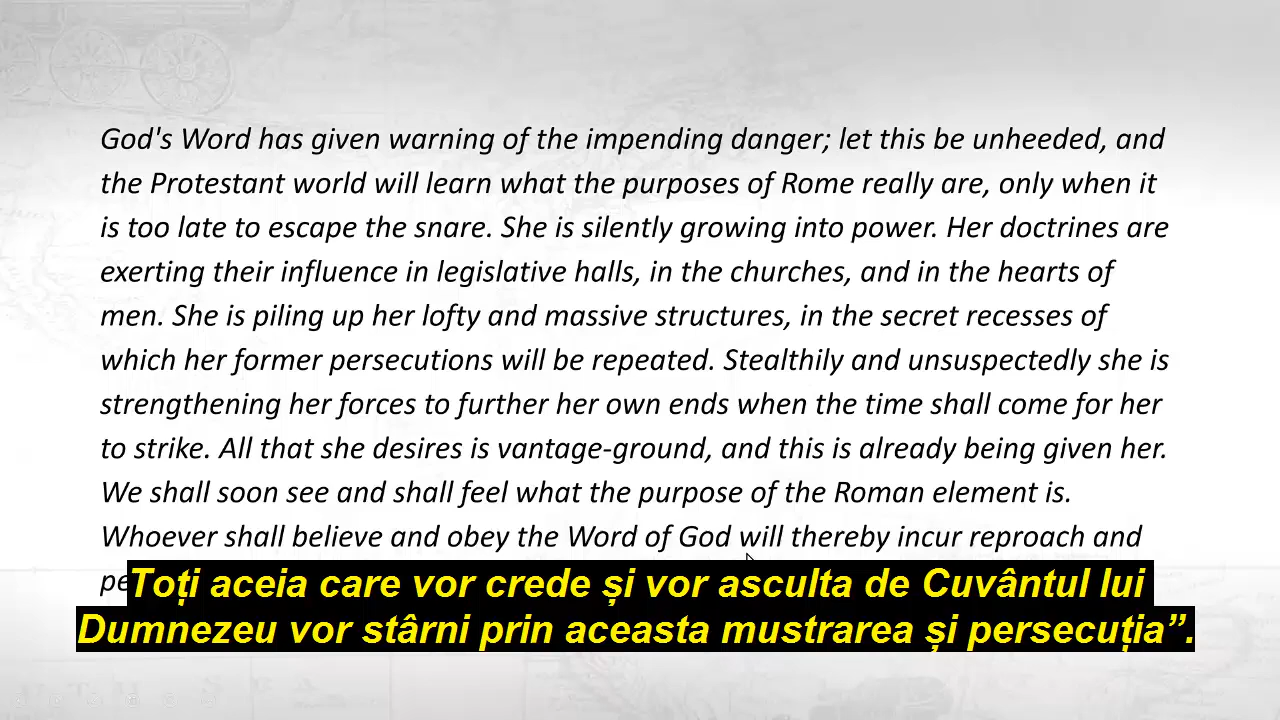 God's Word has given warning of the impending danger; let this be unheeded, and
the Protestant world will learn what the purposes of Rome really are, only when it
is too late to escape the snare. She is silently growing into power. Her doctrines are
exerting their influence in legislative halls, in the churches, and in the hearts of
men. She is piling up her lofty and massive structures, in the secret recesses of
which her former persecutions will be repeated. Stealthily and unsuspectedly she is
strengthening her forces to further her own ends when the time shall come for her
to strike. All that she desires is vantage-ground, and this is already being given her.
We shall soon see and shall feel what the purpose of the Roman element is.
Whoever shall believe and obey the Word of God will thereby incur reproach and
Toți aceia care vor crede și vor asculta de Cuvântul lui
Dumnezeu vor stârni prin aceasta mustrarea și persecuția”.